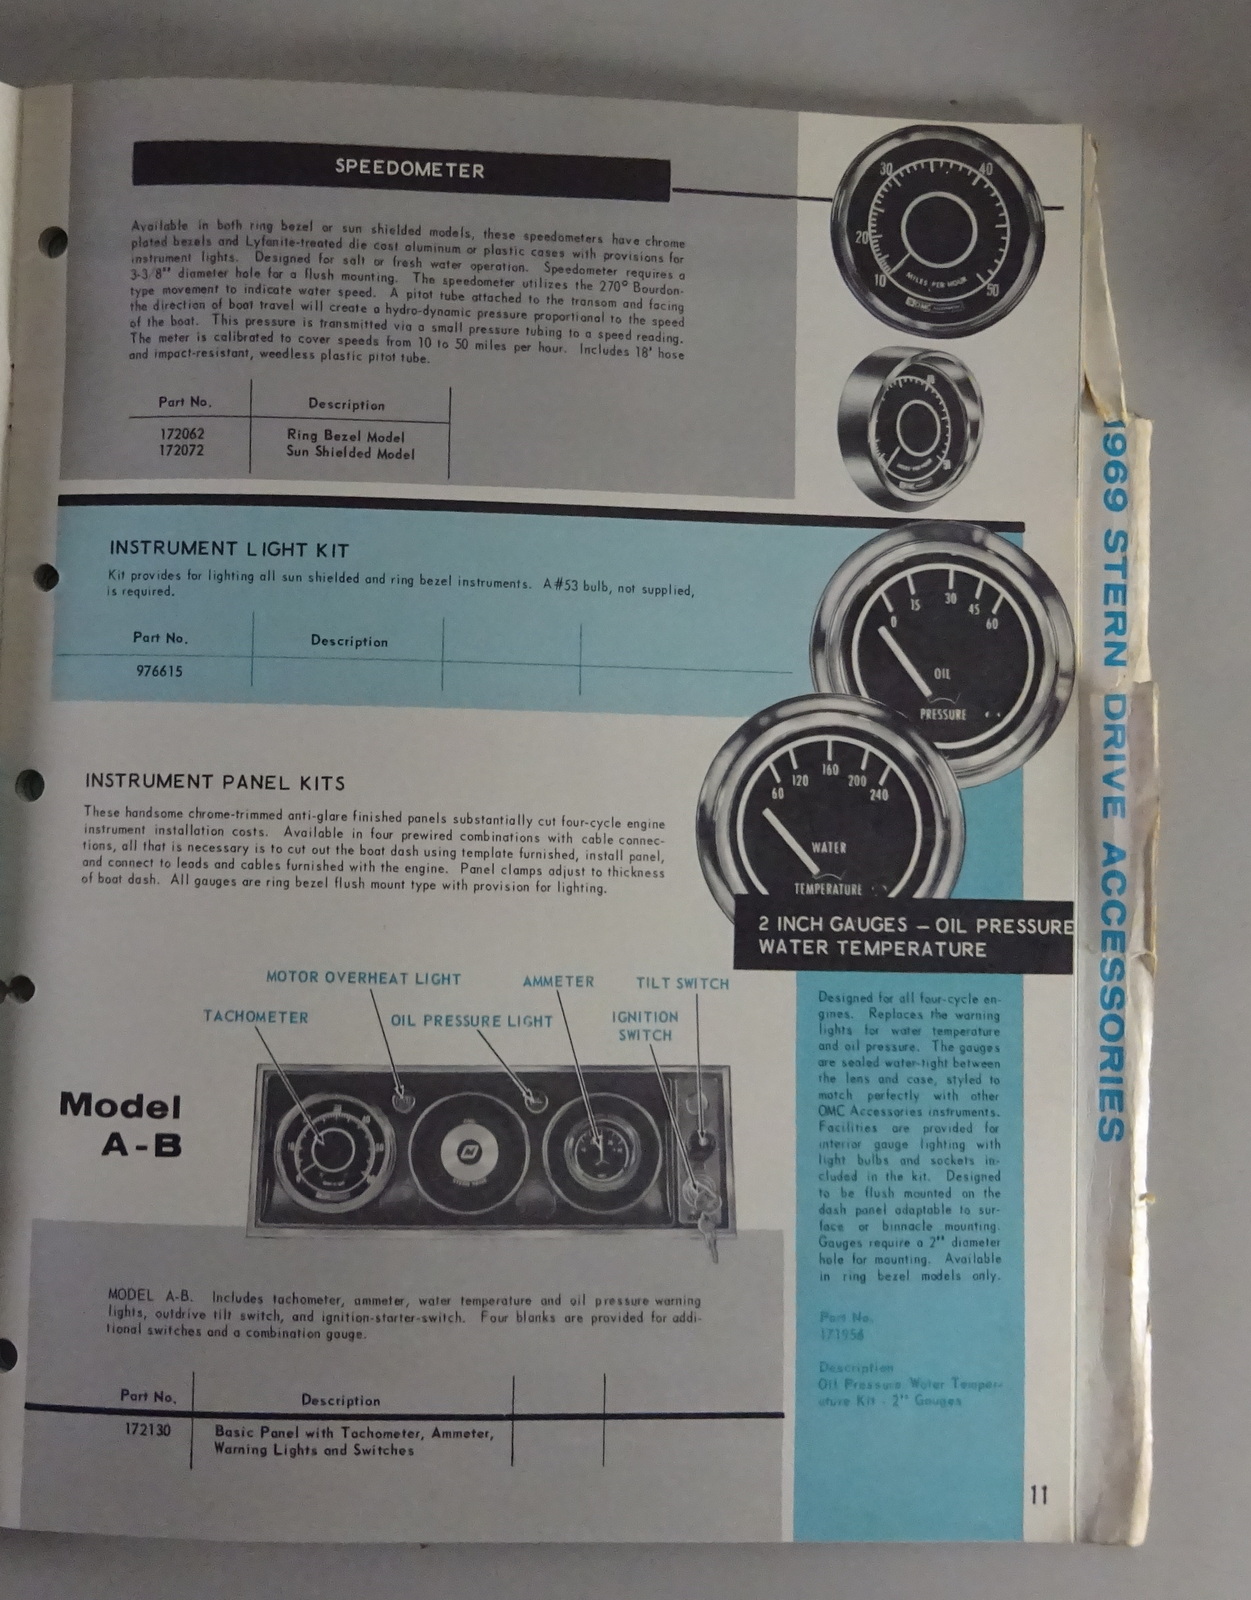 SPEEDOMETER
Available in both ring bezel or sun shielded models, these speedometers have chrome
plated bezels and Lyfanite-treated die cast aluminum or plastic cases with provisions for
instrument lights. Designed for salt or fresh water operation. Speedometer requires a
3-3/8" diameter hole for a flush mounting. The speedometer utilizes the 270° Bourdon-
type movement to indicate water speed. A pitot tube attached to the transom and facing
the direction of boat travel will create a hydro-dynamic pressure proportional to the speed
of the boat. This pressure is transmitted via a small pressure tubing to a speed reading.
The meter is calibrated to cover speeds from 10 to 50 miles per hour. Includes 18' hose
and impact-resistant, weedless plastic pitot tube.
Part No. Description
172062 Ring Bezel Model
172072 Sun Shielded Model
10 20 30 40 50
MILES PER HOUR
INSTRUMENT LIGHT KIT
Kit provides for lighting all sun shielded and ring bezel instruments. A #53 bulb, not supplied,
is required.
Part No. Description
976615
0 15 30 45 60
OIL
PRESSURE
60 120 160 200 240
WATER
TEMPERATURE
INSTRUMENT PANEL KITS
These handsome chrome-trimmed anti-glare finished panels substantially cut four-cycle engine
instrument installation costs. Available in four prewired combinations with cable connec-
tions, all that is necessary is to cut out the boat dash using template furnished, install panel,
and connect to leads and cables furnished with the engine. Panel clamps adjust to thickness
of boat dash. All gauges are ring bezel flush mount type with provision for lighting.
2 INCH GAUGES – OIL PRESSURE
WATER TEMPERATURE
Designed for all four-cycle en-
gines. Replaces the warning
lights for water temperature
and oil pressure. The gauges
are sealed water-tight between
the lens and case, styled to
match perfectly with other
OMC Accessories instruments.
Facilities are provided for
interior gauge lighting with
light bulbs and sockets in-
cluded in the kit. Designed
to be flush mounted on the
dash panel adaptable to sur-
face or binnacle mounting.
Gauges require a 2" diameter
hole for mounting. Available
in ring bezel models only.
Part No.
171956
Description
Oil Pressure, Water Temper-
ature Kit - 2" Gauges
MOTOR OVERHEAT LIGHT
AMMETER
TILT SWITCH
TACHOMETER
OIL PRESSURE LIGHT
IGNITION
SWITCH
Model
A-B
MODEL A-B. Includes tachometer, ammeter, water temperature and oil pressure warning
lights, outdrive tilt switch, and ignition-starter-switch. Four blanks are provided for addi-
tional switches and a combination gauge.
Part No. Description
172130 Basic Panel with Tachometer, Ammeter,
Warning Lights and Switches
11
1969 STERN DRIVE ACCESSORIES